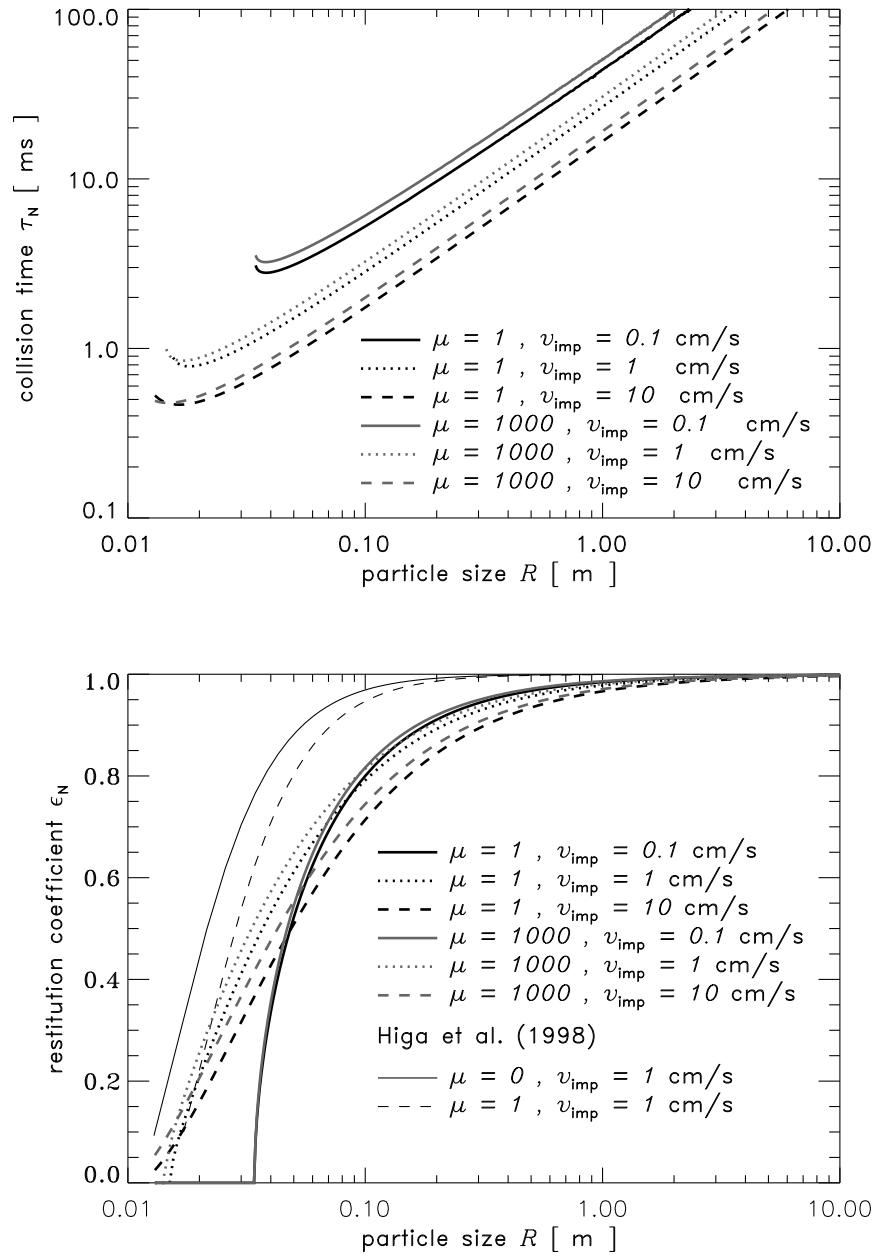 100.0
10.0
1.0
0.1
collision time τN [ ms ]
μ = 1 , vimp = 0.1 cm/s
μ = 1 , vimp = 1 cm/s
μ = 1 , vimp = 10 cm/s
μ = 1000 , vimp = 0.1 cm/s
μ = 1000 , vimp = 1 cm/s
μ = 1000 , vimp = 10 cm/s
0.01 0.10 1.00 10.00
particle size R [ m ]
1.0
0.8
0.6
0.4
0.2
0.0
restitution coefficient ϵN
μ = 1 , vimp = 0.1 cm/s
μ = 1 , vimp = 1 cm/s
μ = 1 , vimp = 10 cm/s
μ = 1000 , vimp = 0.1 cm/s
μ = 1000 , vimp = 1 cm/s
μ = 1000 , vimp = 10 cm/s
Higa et al. (1998)
μ = 0 , vimp = 1 cm/s
μ = 1 , vimp = 1 cm/s
0.01 0.10 1.00 10.00
particle size R [ m ]